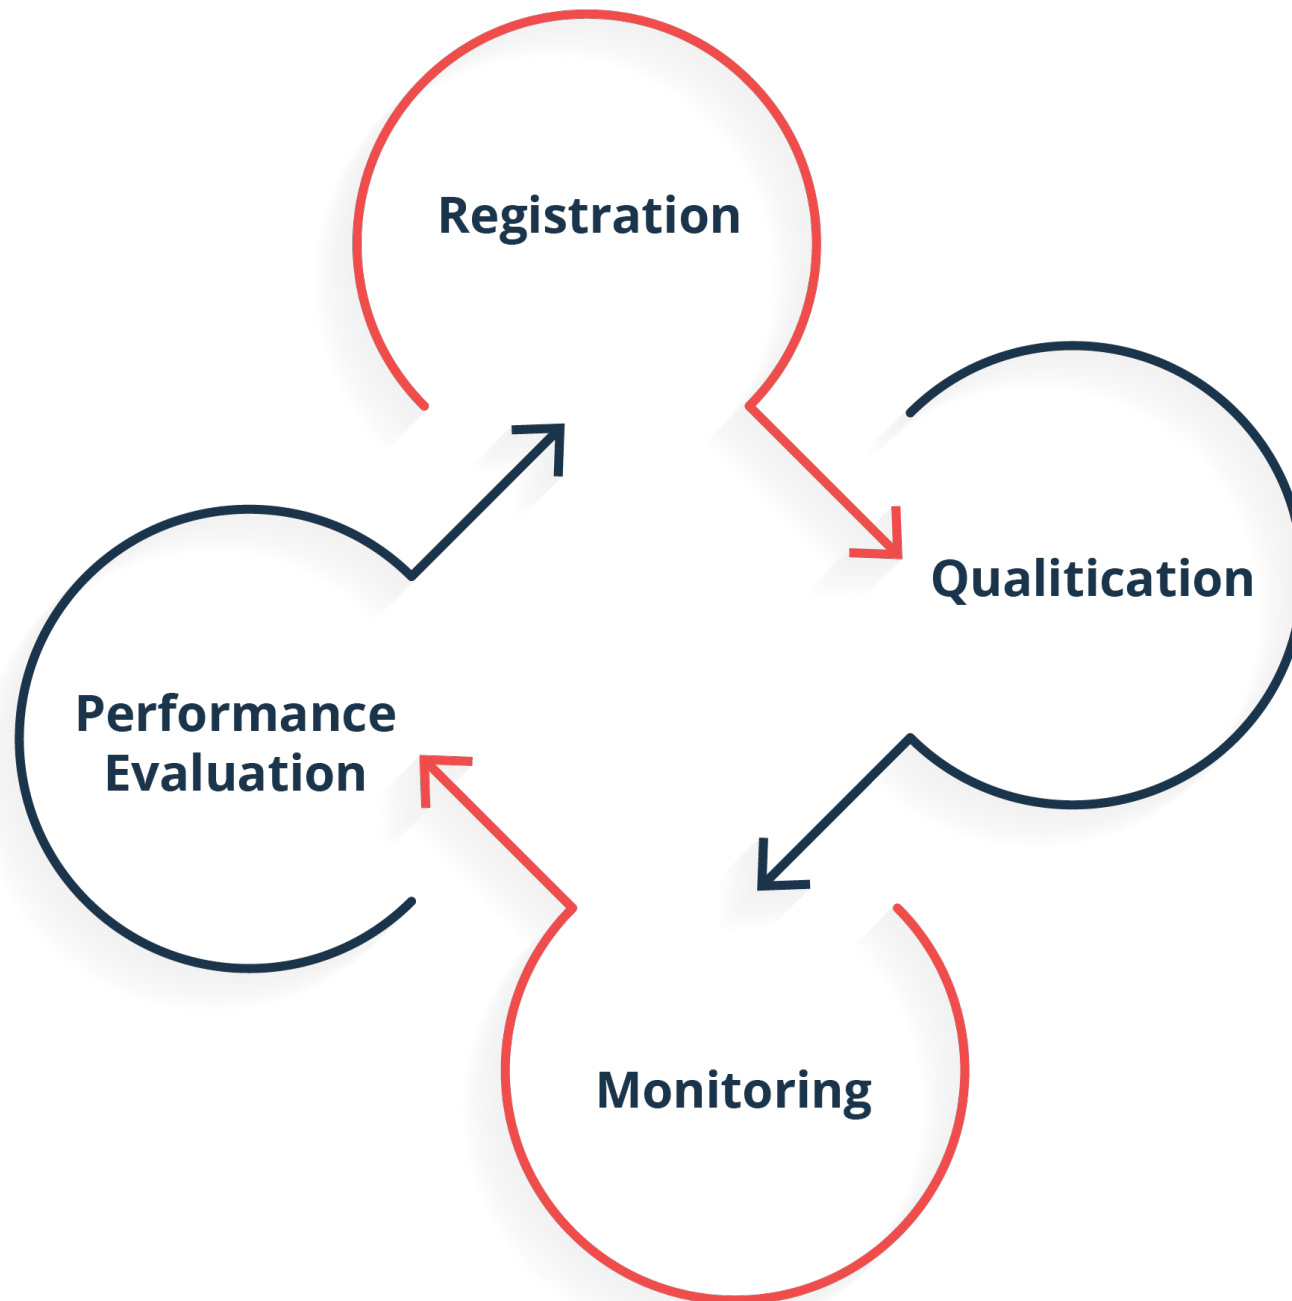 Registration
Qualitication
Performance
Evaluation
Monitoring